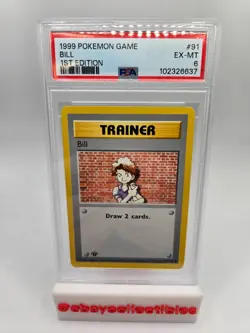 1999 POKEMON GAME #91
BILL EX-MT
1ST EDITION 6
PSA 102326637
TRAINER
Bill
Draw 2 cards.
@ebaycollectibles